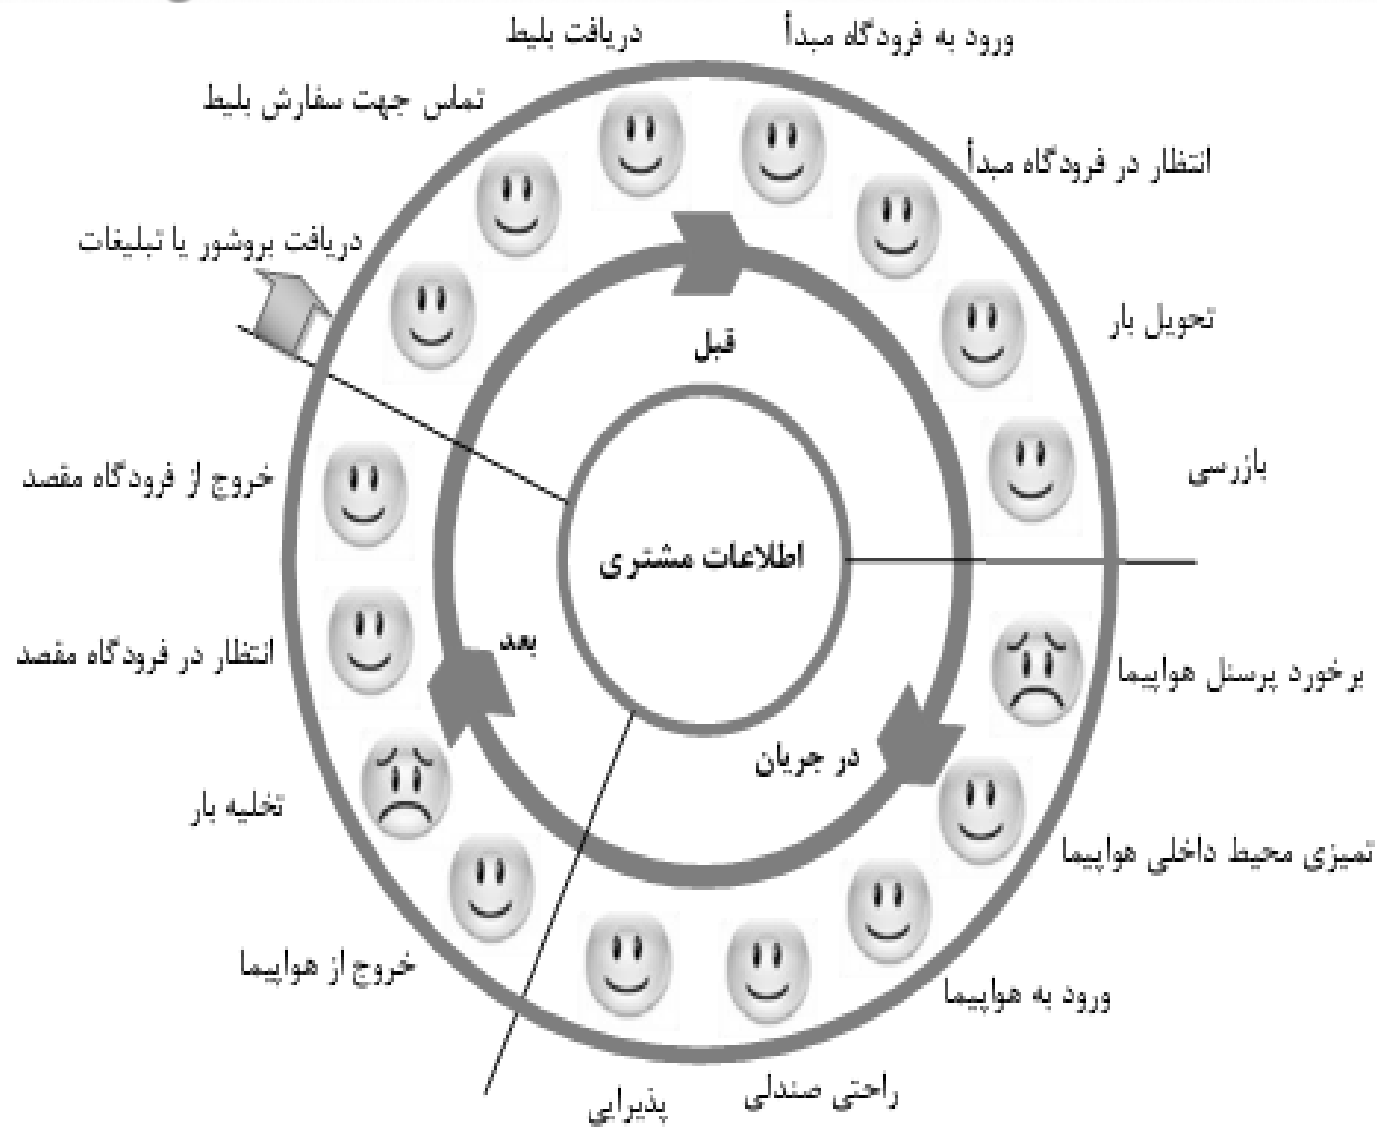 دریافت بروشور یا تبلیغات
تماس جهت سفارش بلیط
دریافت بلیط
ورود به فرودگاه مبدأ
انتظار در فرودگاه مبدأ
تحویل بار
بازرسی
برخورد پرسنل هواپیما
تمیزی محیط داخلی هواپیما
ورود به هواپیما
راحتی صندلی
پذیرایی
خروج از هواپیما
تخلیه بار
انتظار در فرودگاه مقصد
خروج از فرودگاه مقصد
قبل
در جریان
بعد
اطلاعات مشتری